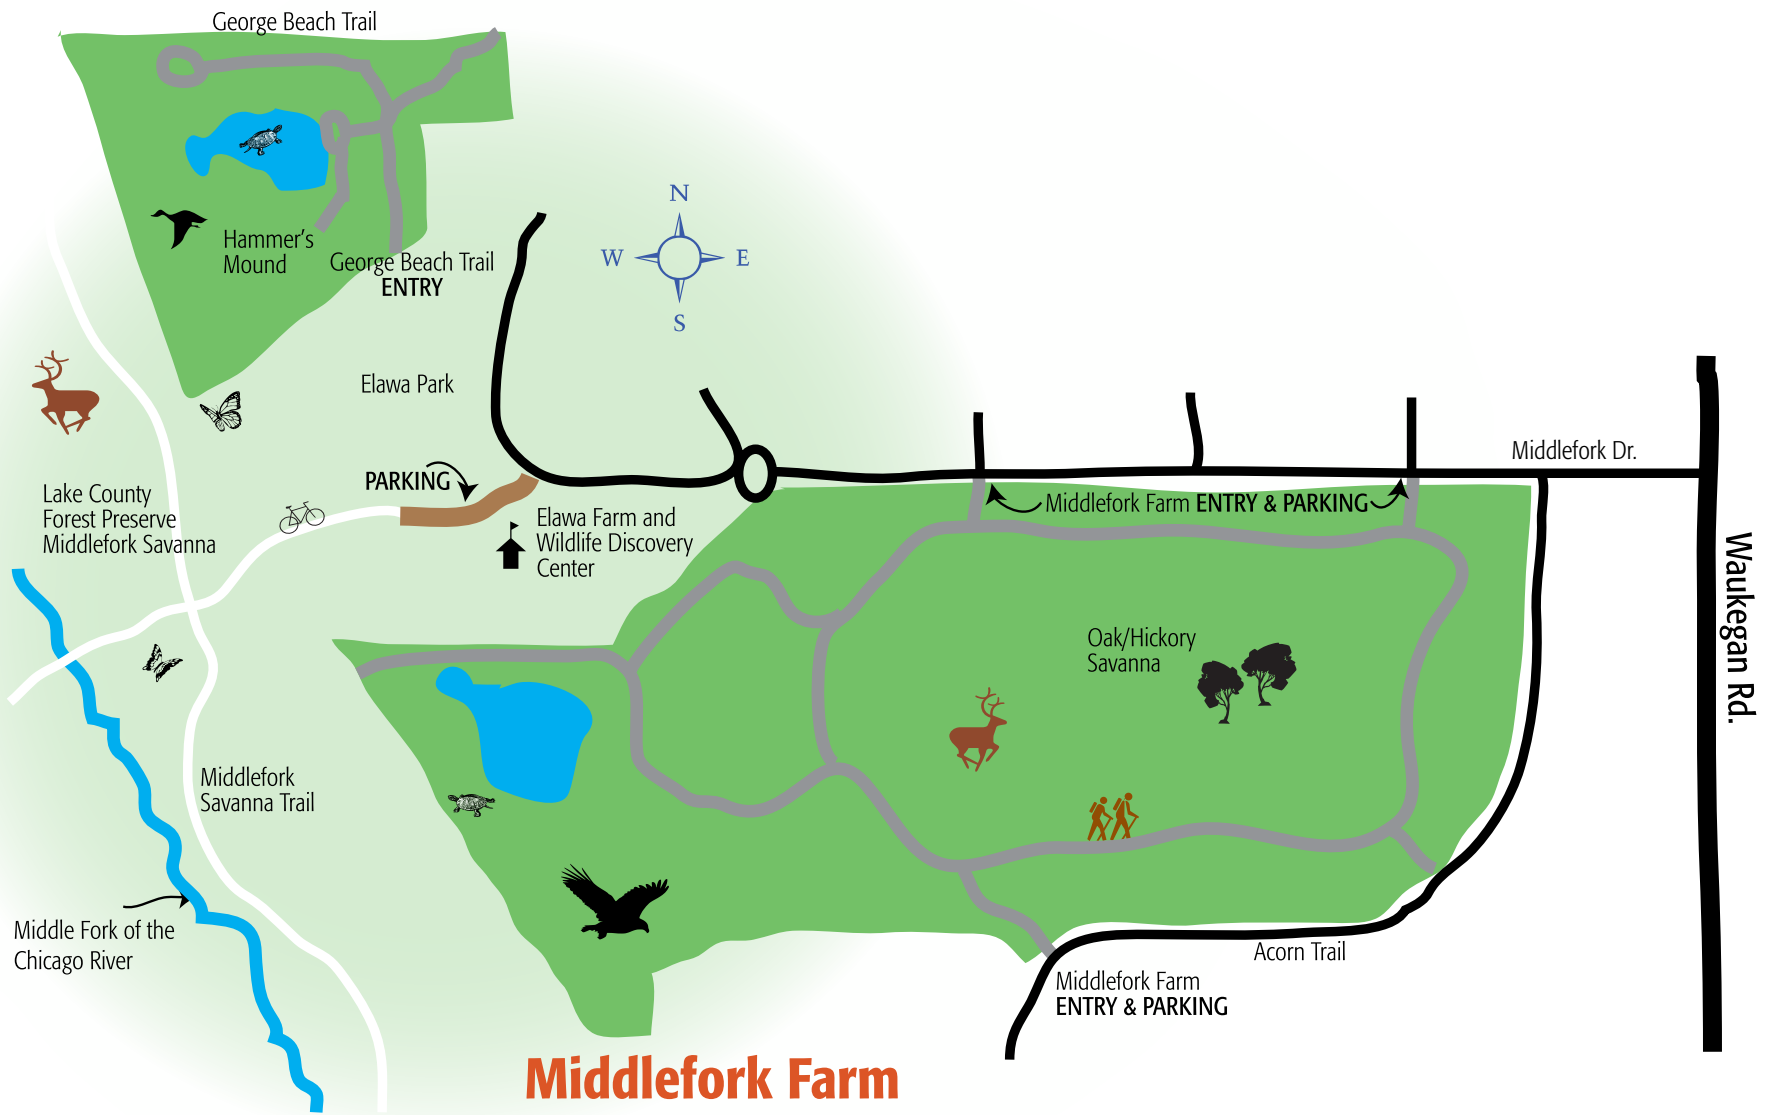 George Beach Trail
Hammer's
Mound
George Beach Trail
ENTRY
N
W
E
S
Elawa Park
PARKING
Lake County
Forest Preserve
Middlefork Savanna
Elawa Farm and
Wildlife Discovery
Center
Middlefork Dr.
Middlefork Farm ENTRY & PARKING
Waukegan Rd.
Oak/Hickory
Savanna
Middlefork
Savanna Trail
Middle Fork of the
Chicago River
Acorn Trail
Middlefork Farm
ENTRY & PARKING
Middlefork Farm